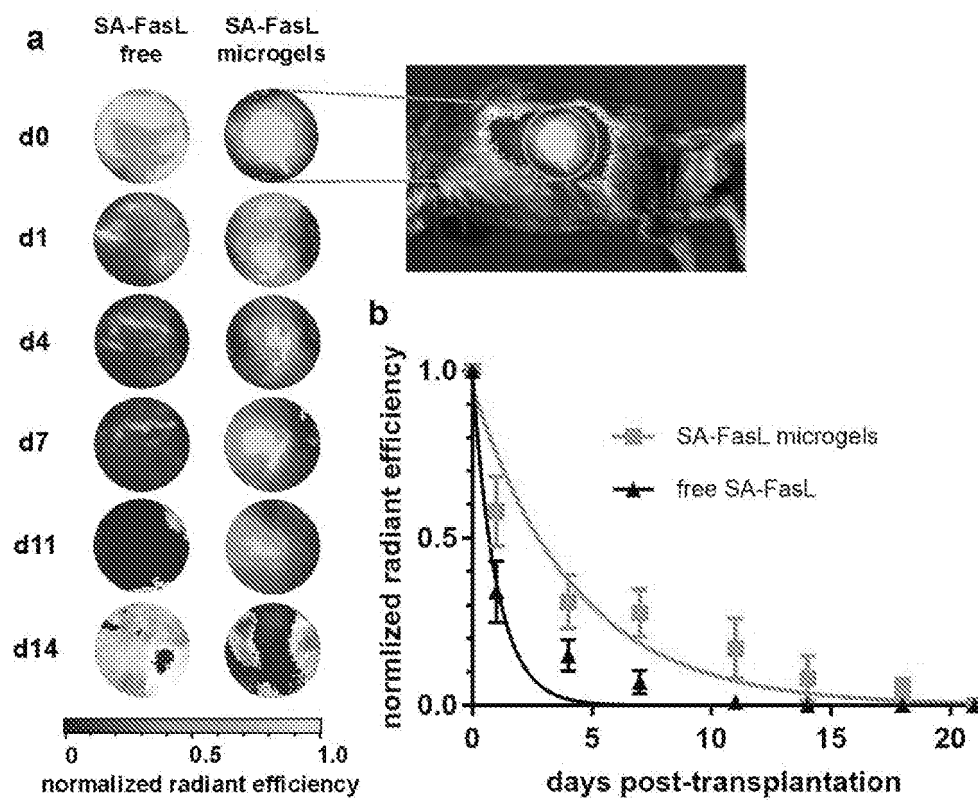 a
SA-FasL free
SA-FasL microgels
d0
d1
d4
d7
d11
d14
0 0.5 1.0
normalized radiant efficiency
b
normlized radiant efficiency
1.0
0.5
0.0
SA-FasL microgels
free SA-FasL
0 5 10 15 20
days post-transplantation